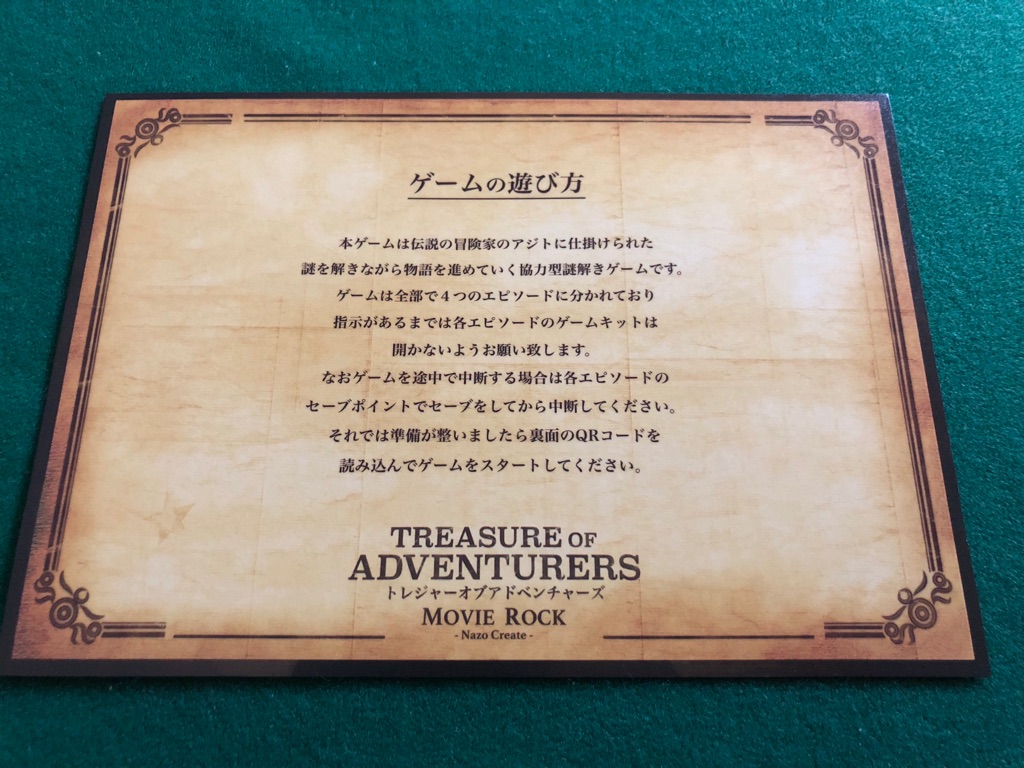 ゲームの遊び方
本ゲームは伝説の冒険家のアジトに仕掛けられた
謎を解きながら物語を進めていく協力型謎解きゲームです。
ゲームは全部で４つのエピソードに分かれており
指示があるまでは各エピソードのゲームキットは
開かないようお願い致します。
なおゲームを途中で中断する場合は各エピソードの
セーブポイントでセーブをしてから中断してください。
それでは準備が整いましたら裏面のQRコードを
読み込んでゲームをスタートしてください。
TREASURE OF
ADVENTURERS
トレジャーオブアドベンチャーズ
MOVIE ROCK
- Nazo Create -